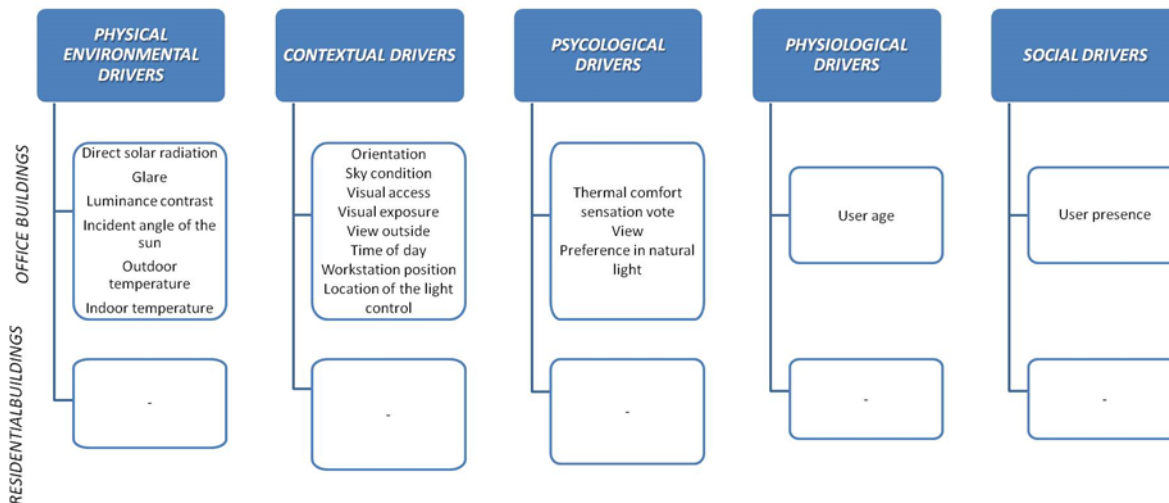 PHYSICAL
ENVIRONMENTAL
DRIVERS
CONTEXTUAL DRIVERS
PSYCOLOGICAL
DRIVERS
PHYSIOLOGICAL
DRIVERS
SOCIAL DRIVERS
OFFICE BUILDINGS
Direct solar radiation
Glare
Luminance contrast
Incident angle of the
sun
Outdoor
temperature
Indoor temperature
Orientation
Sky condition
Visual access
Visual exposure
View outside
Time of day
Workstation position
Location of the light
control
Thermal comfort
sensation vote
View
Preference in natural
light
User age
User presence
RESIDENTIALBUILDINGS
-
-
-
-
-